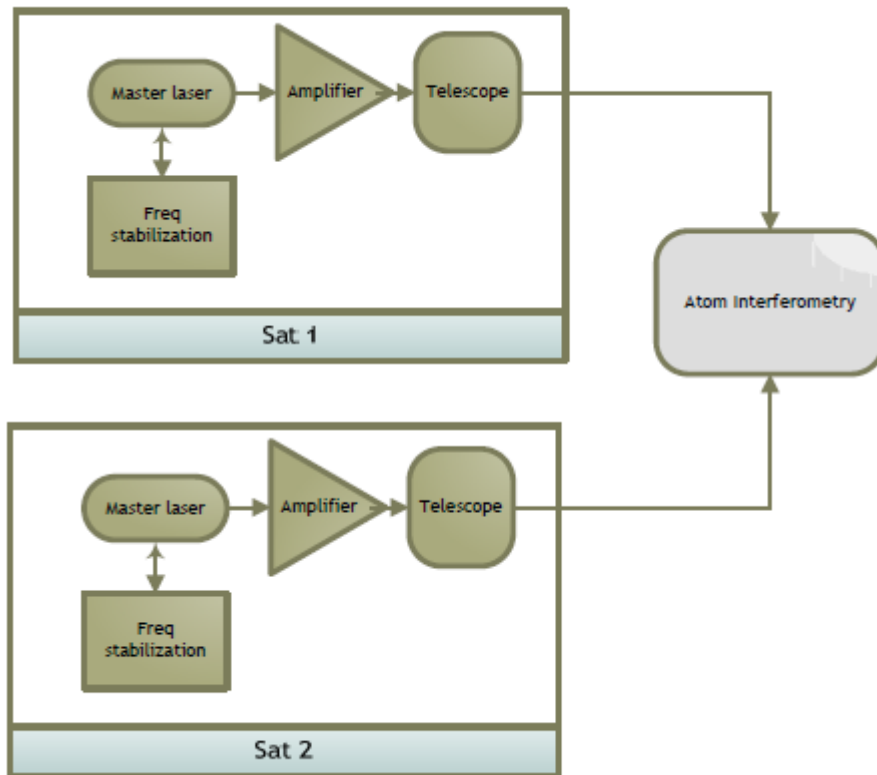 Master laser
Amplifier
Telescope
Freq
stabilization
Sat 1
Atom Interferometry
Master laser
Amplifier
Telescope
Freq
stabilization
Sat 2